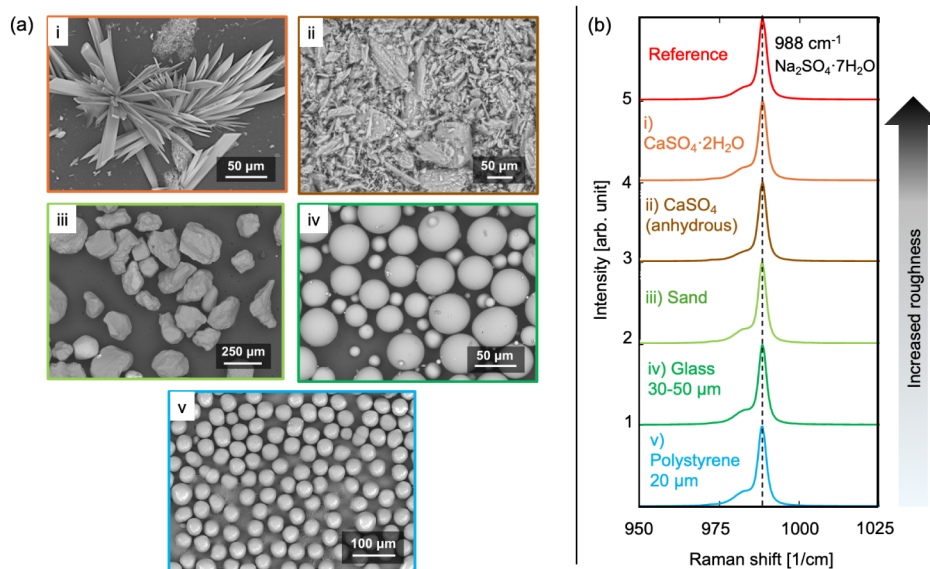 (a)
i
50 µm
ii
50 µm
iii
250 µm
iv
50 µm
v
100 µm
(b)
Reference
988 cm⁻¹
Na₂SO₄·7H₂O
i)
CaSO₄·2H₂O
ii) CaSO₄
(anhydrous)
iii) Sand
iv) Glass
30-50 µm
v)
Polystyrene
20 µm
5
4
3
2
1
Intensity [arb. unit]
950
975
1000
1025
Raman shift [1/cm]
Increased roughness